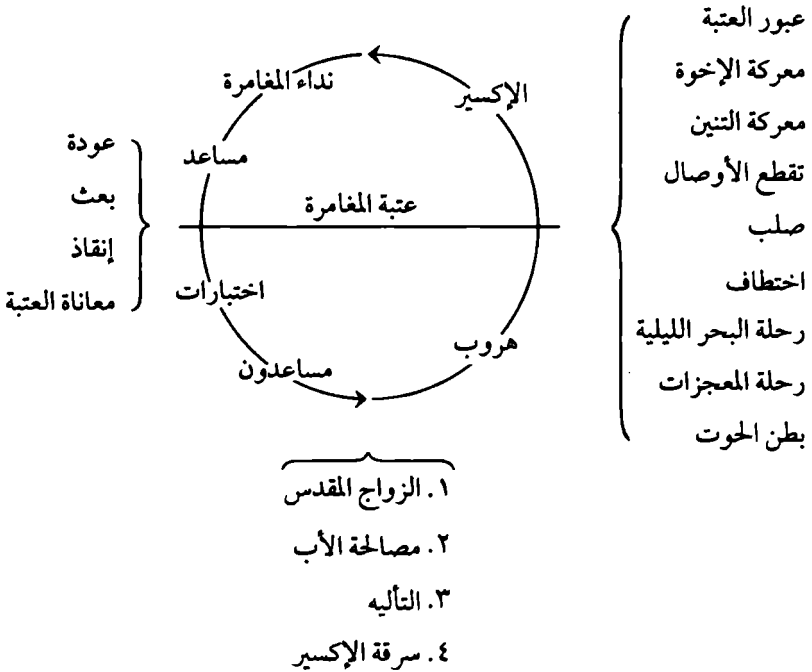 عبور العتبة
معركة الإخوة
معركة التنين
تقطع الأوصال
صلب
اختطاف
رحلة البحر الليلية
رحلة المعجزات
بطن الحوت
نداء المغامرة
الإكسير
مساعد
عتبة المغامرة
اختبارات
هروب
مساعدون
عودة
بعث
إنقاذ
معاناة العتبة
١. الزواج المقدس
٢. مصالحة الأب
٣. التأليه
٤. سرقة الإكسير